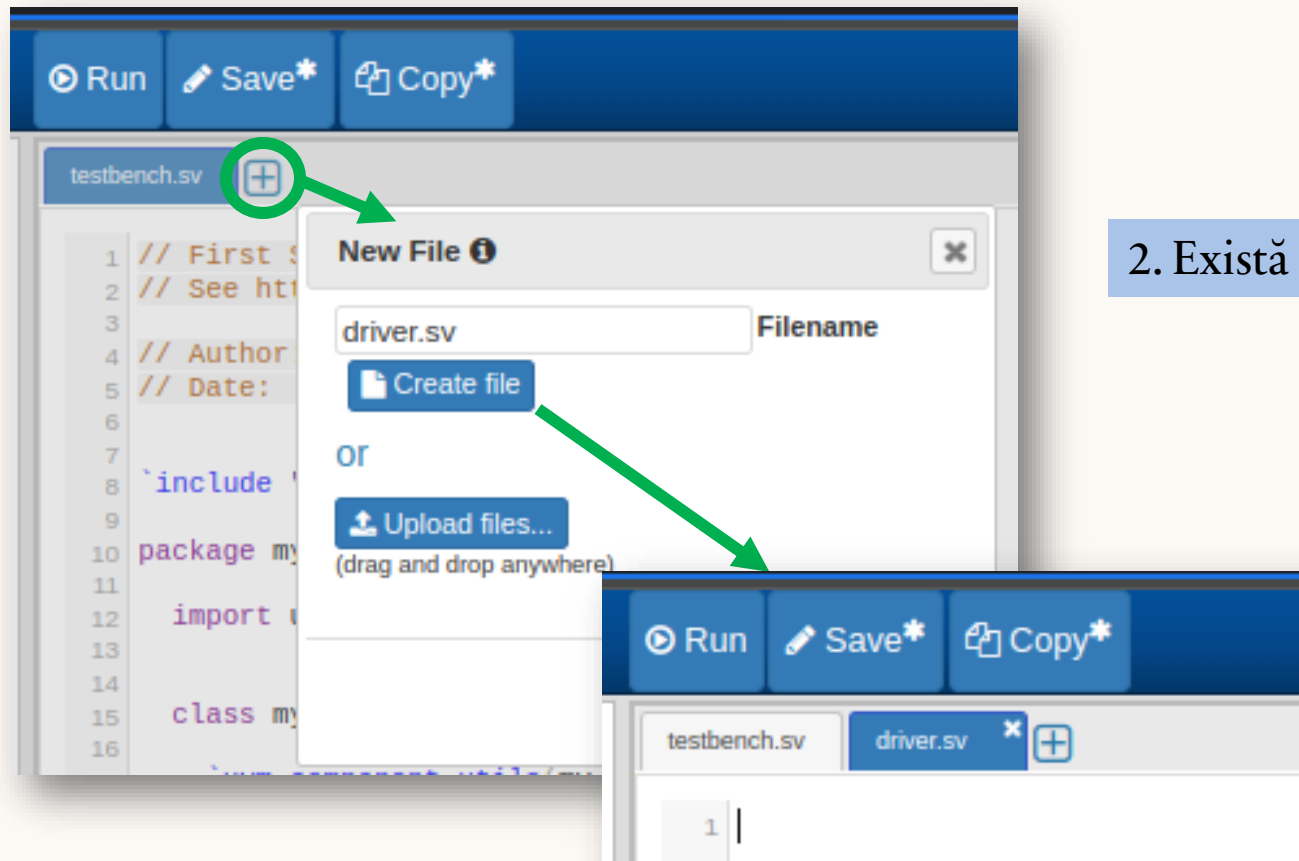 Run Save* Copy*
testbench.sv
1 // First S
2 // See htt
3
4 // Author
5 // Date:
6
7
8 `include "
9
10 package my
11
12 import u
13
14
15 class my
16
New File
driver.sv Filename
Create file
or
Upload files...
(drag and drop anywhere)
2. Există
Run Save* Copy*
testbench.sv driver.sv
1